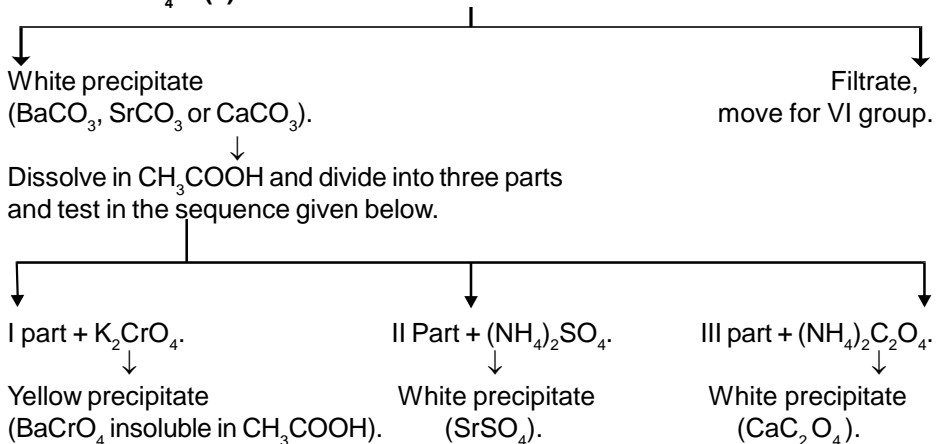 White precipitate
(BaCO₃, SrCO₃ or CaCO₃).
Filtrate,
move for VI group.
↓
Dissolve in CH₃COOH and divide into three parts
and test in the sequence given below.
I part + K₂CrO₄.
↓
Yellow precipitate
(BaCrO₄ insoluble in CH₃COOH).
II Part + (NH₄)₂SO₄.
↓
White precipitate
(SrSO₄).
III part + (NH₄)₂C₂O₄.
↓
White precipitate
(CaC₂O₄).